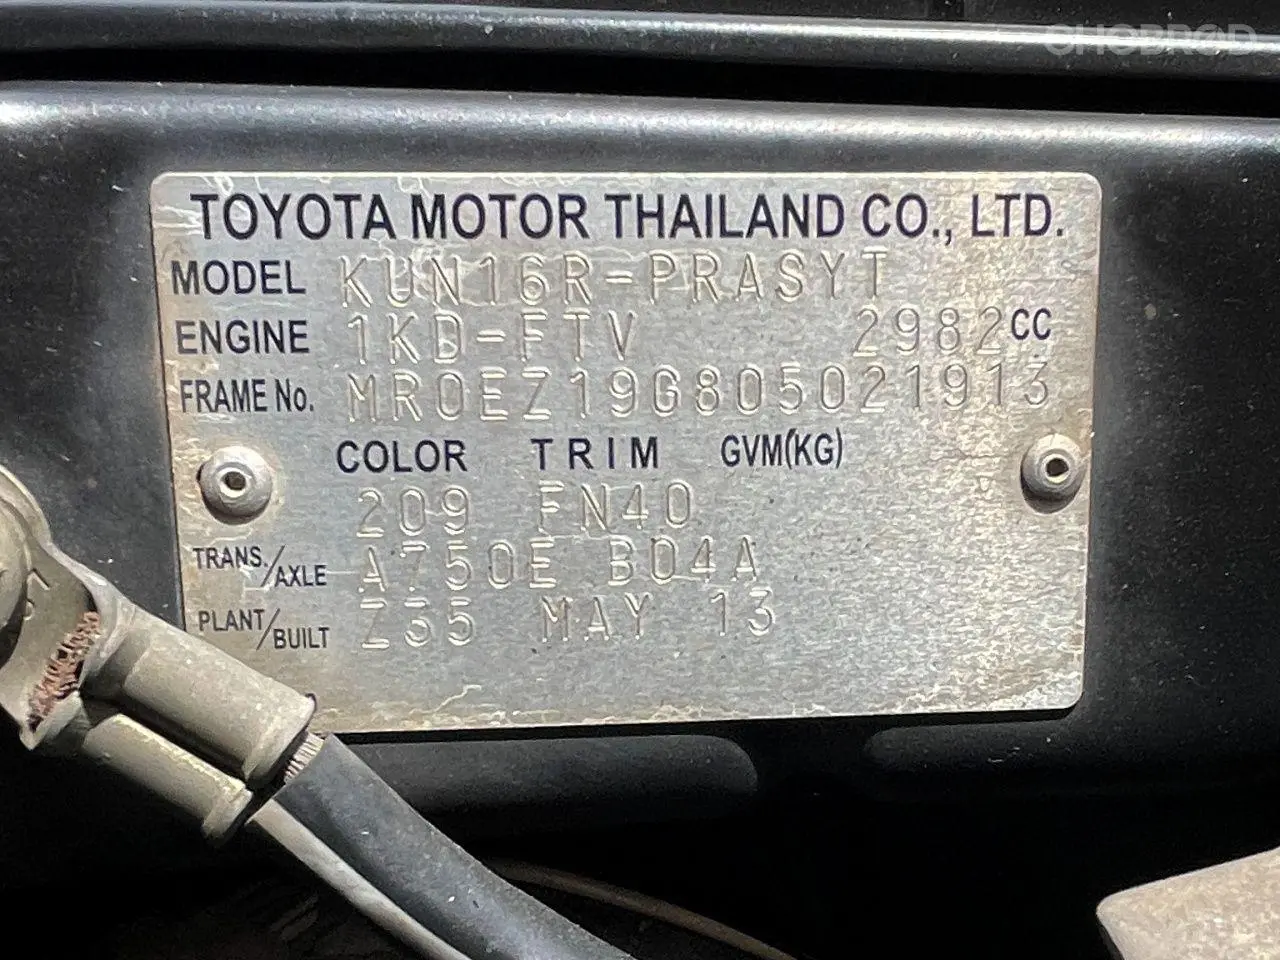 CHOBROD
TOYOTA MOTOR THAILAND CO., LTD.
MODEL KUN16R-PRASYT
ENGINE 1KD-FTV 2982CC
FRAME No. MR0EZ19G805021913
COLOR TRIM GVM(KG)
209 FN40
TRANS./AXLE A750E B04A
PLANT/BUILT Z35 MAY 13